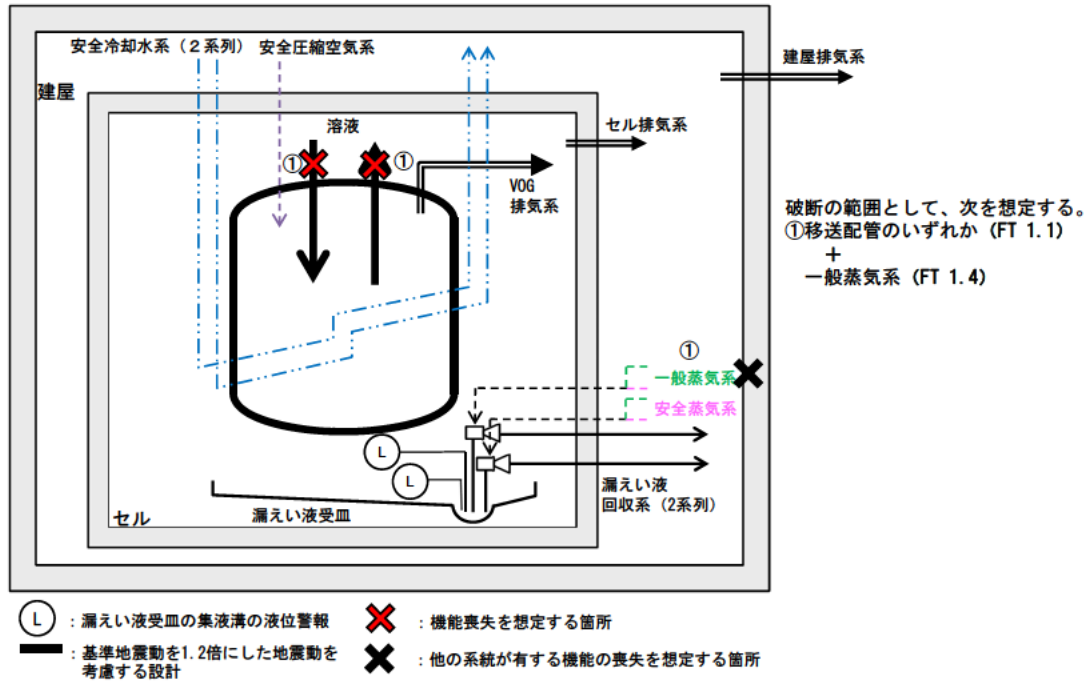 安全冷却水系（２系列）
安全圧縮空気系
建屋排気系
建屋
溶液
セル排気系
①
①
VOG
排気系
破断の範囲として、次を想定する。
①移送配管のいずれか（FT 1.1）
＋
一般蒸気系（FT 1.4）
①
一般蒸気系
安全蒸気系
L
L
漏えい液
回収系（2系列）
セル
漏えい液受皿
L
：漏えい液受皿の集液溝の液位警報
：機能喪失を想定する箇所
：基準地震動を1.2倍にした地震動を
考慮する設計
：他の系統が有する機能の喪失を想定する箇所